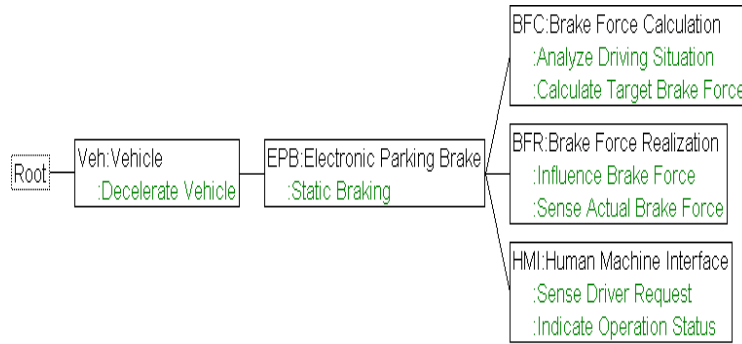 Root
Veh:Vehicle
:Decelerate Vehicle
EPB:Electronic Parking Brake
:Static Braking
BFC:Brake Force Calculation
:Analyze Driving Situation
:Calculate Target Brake Force
BFR:Brake Force Realization
:Influence Brake Force
:Sense Actual Brake Force
HMI:Human Machine Interface
:Sense Driver Request
:Indicate Operation Status